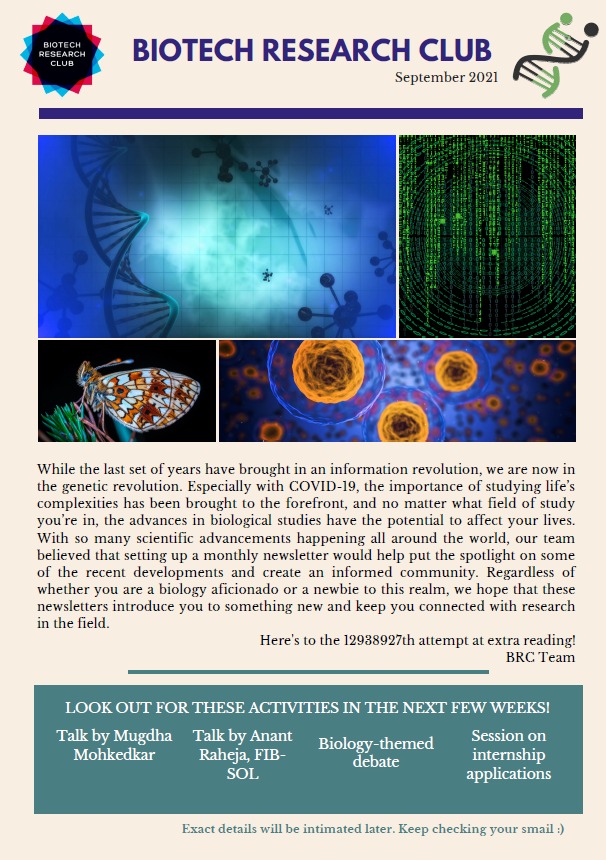 BIOTECH
RESEARCH
CLUB
BIOTECH RESEARCH CLUB
September 2021
While the last set of years have brought in an information revolution, we are now in
the genetic revolution. Especially with COVID-19, the importance of studying life's
complexities has been brought to the forefront, and no matter what field of study
you're in, the advances in biological studies have the potential to affect your lives.
With so many scientific advancements happening all around the world, our team
believed that setting up a monthly newsletter would help put the spotlight on some
of the recent developments and create an informed community. Regardless of
whether you are a biology aficionado or a newbie to this realm, we hope that these
newsletters introduce you to something new and keep you connected with research
in the field.
Here's to the 12938927th attempt at extra reading!
BRC Team
LOOK OUT FOR THESE ACTIVITIES IN THE NEXT FEW WEEKS!
Talk by Mugdha
Mohkedkar
Talk by Anant
Raheja, FIB-
SOL
Biology-themed
debate
Session on
internship
applications
Exact details will be intimated later. Keep checking your smail :)